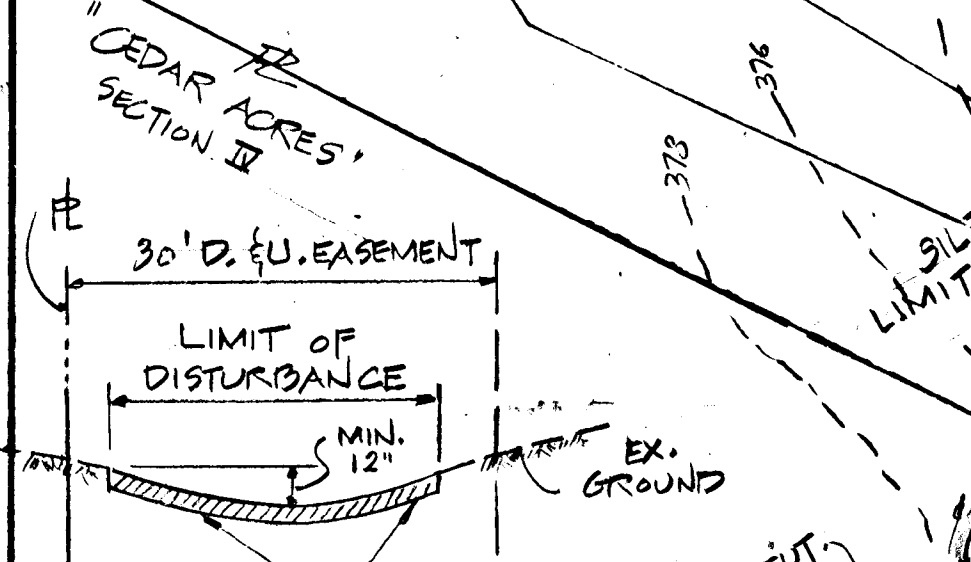 "CEDAR ACRES"
SECTION IV
PL
376
373
PL
30' D. & U. EASEMENT
SIL
LIMIT
LIMIT OF
DISTURBANCE
MIN.
12"
EX.
GROUND